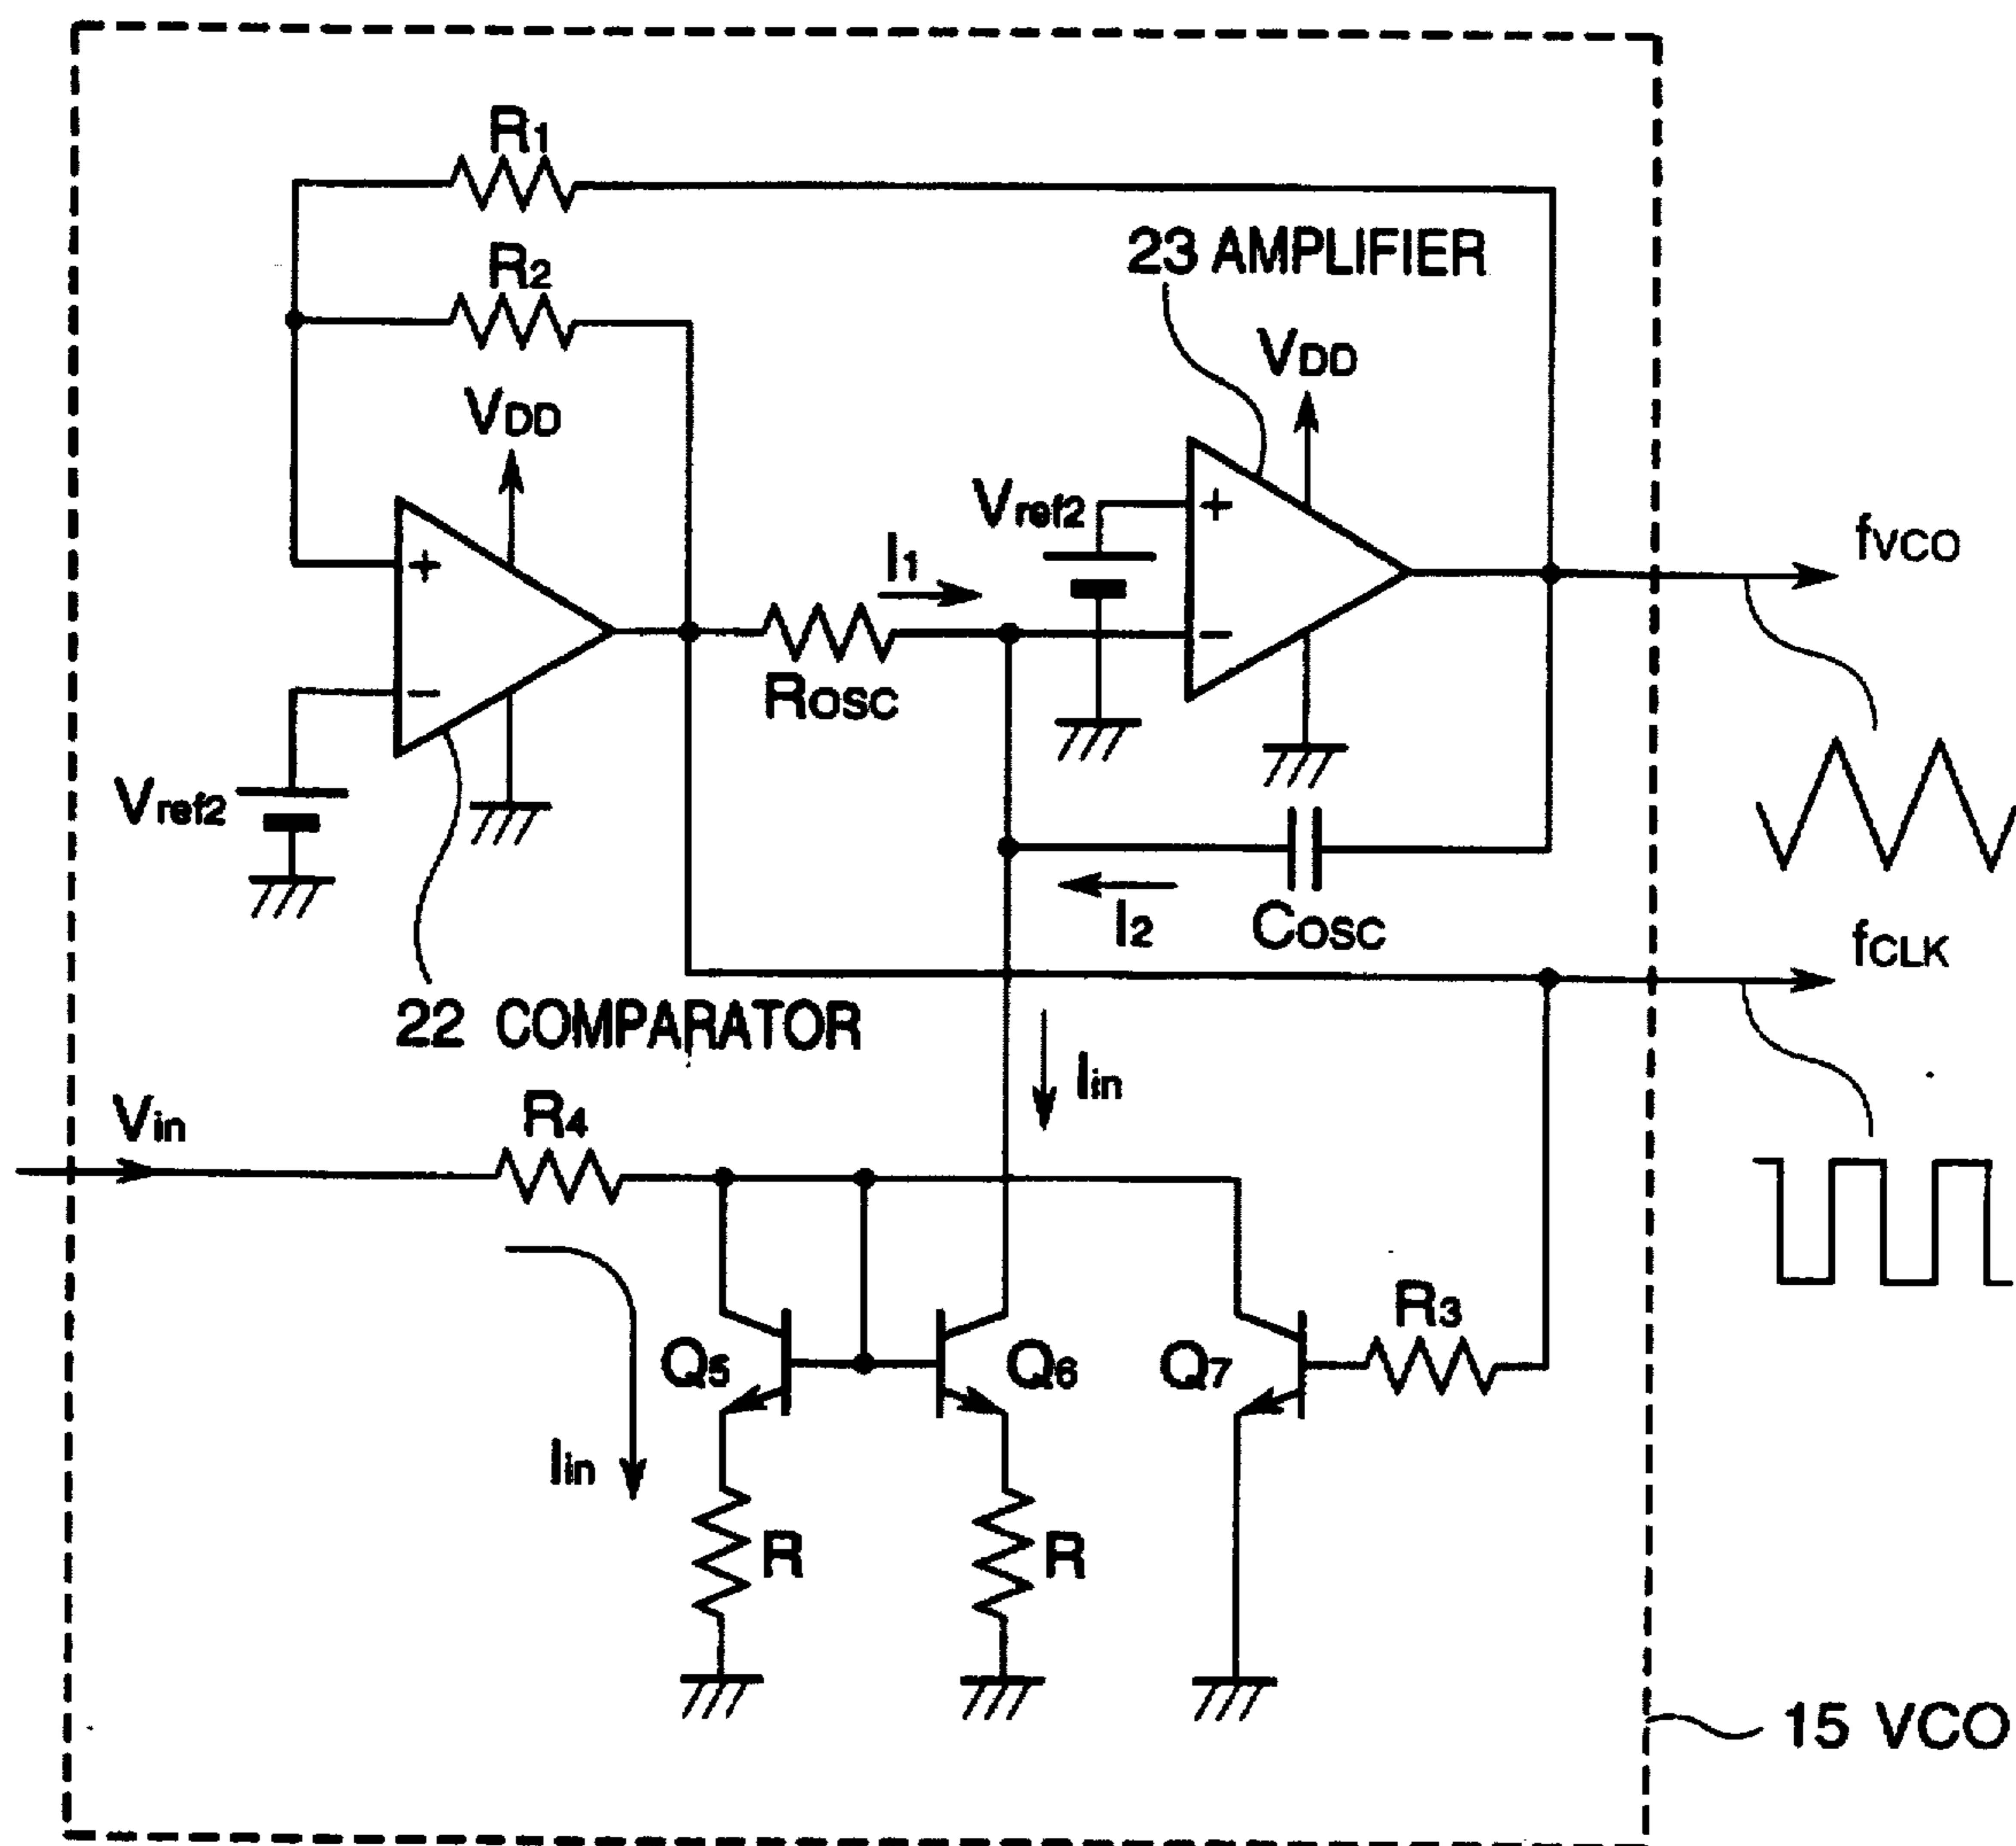 R1
R2
23 AMPLIFIER
VDD
VDD
Vref2
+
+
I1
fVCO
−
−
ROSC
Vref2
I2
COSC
fCLK
22 COMPARATOR
Iin
Vin
R4
R3
Q5
Q6
Q7
Iin
R
R
15 VCO